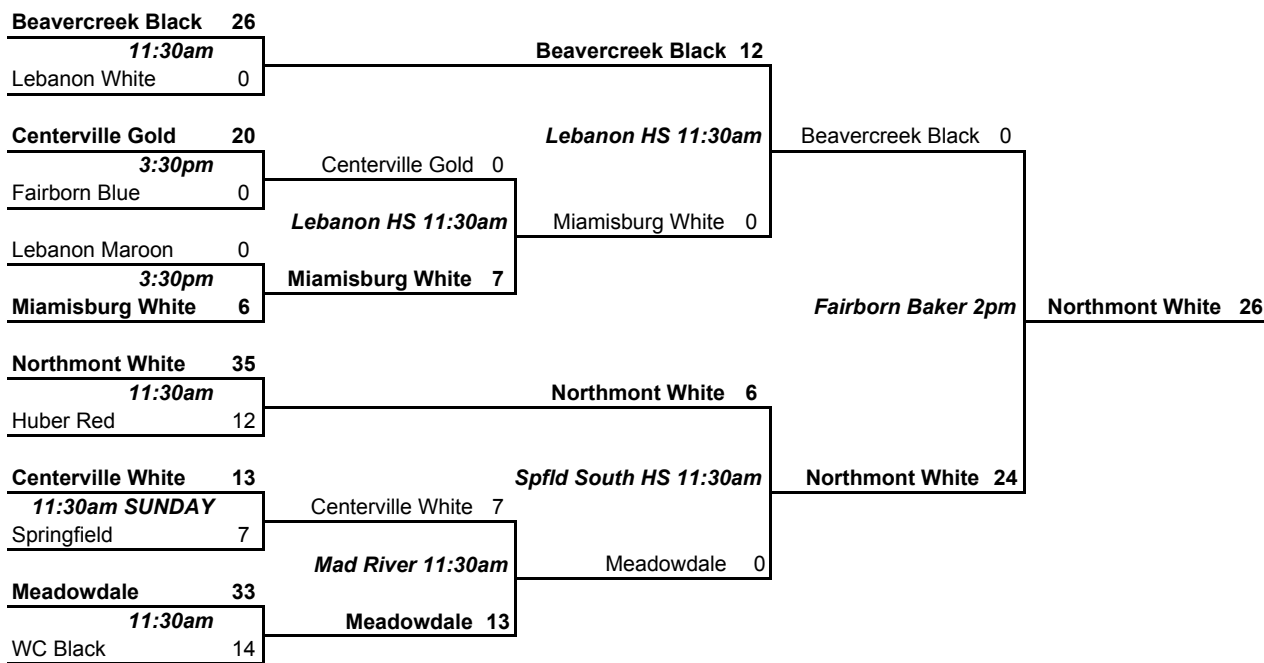 Beavercreek Black 26
11:30am
Beavercreek Black 12
Lebanon White 0
Centerville Gold 20
Lebanon HS 11:30am
Beavercreek Black 0
3:30pm
Centerville Gold 0
Fairborn Blue 0
Lebanon HS 11:30am
Miamisburg White 0
Lebanon Maroon 0
3:30pm
Miamisburg White 7
Miamisburg White 6
Fairborn Baker 2pm
Northmont White 26
Northmont White 35
11:30am
Northmont White 6
Huber Red 12
Centerville White 13
Spfld South HS 11:30am
Northmont White 24
11:30am SUNDAY
Centerville White 7
Springfield 7
Mad River 11:30am
Meadowdale 0
Meadowdale 33
11:30am
Meadowdale 13
WC Black 14